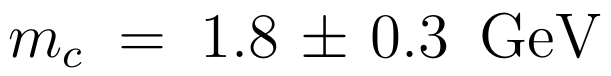 m_c = 1.8 ± 0.3 GeV